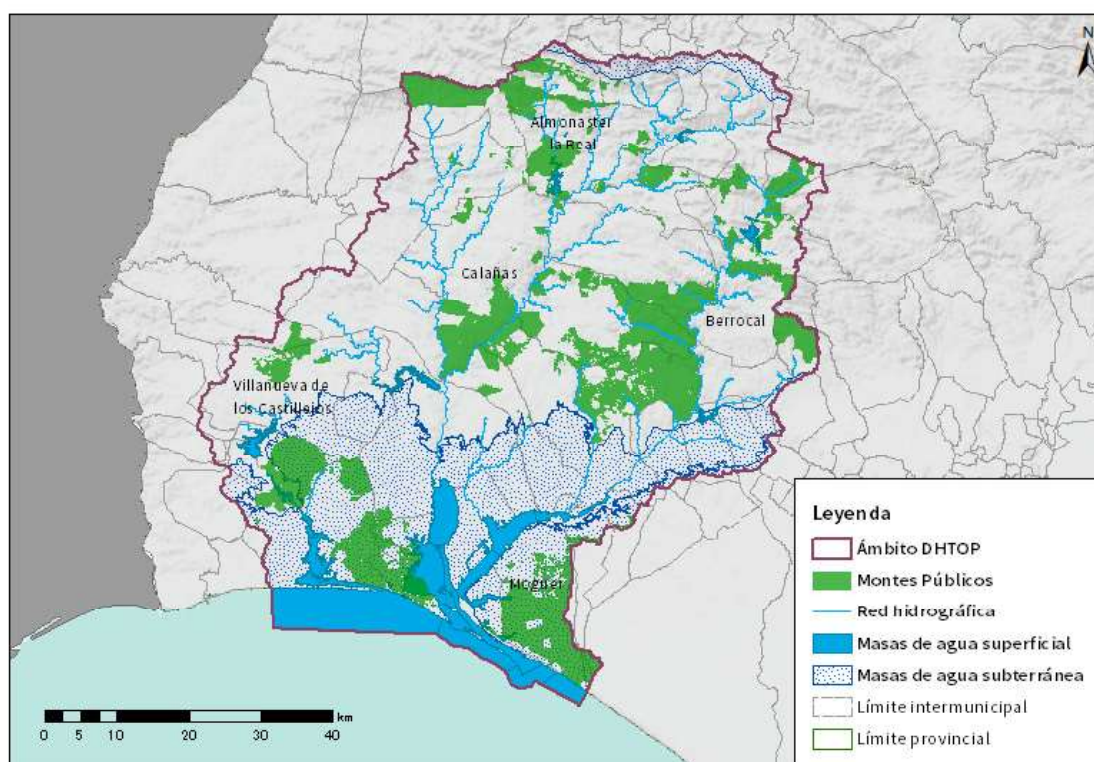 N
Almonaster
la Real
Calañas
Berrocal
Villanueva de
los Castillejos
Moguer
Leyenda
Ámbito DHTOP
Montes Públicos
Red hidrográfica
Masas de agua superficial
Masas de agua subterránea
Límite intermunicipal
Límite provincial
km
0 5 10 20 30 40